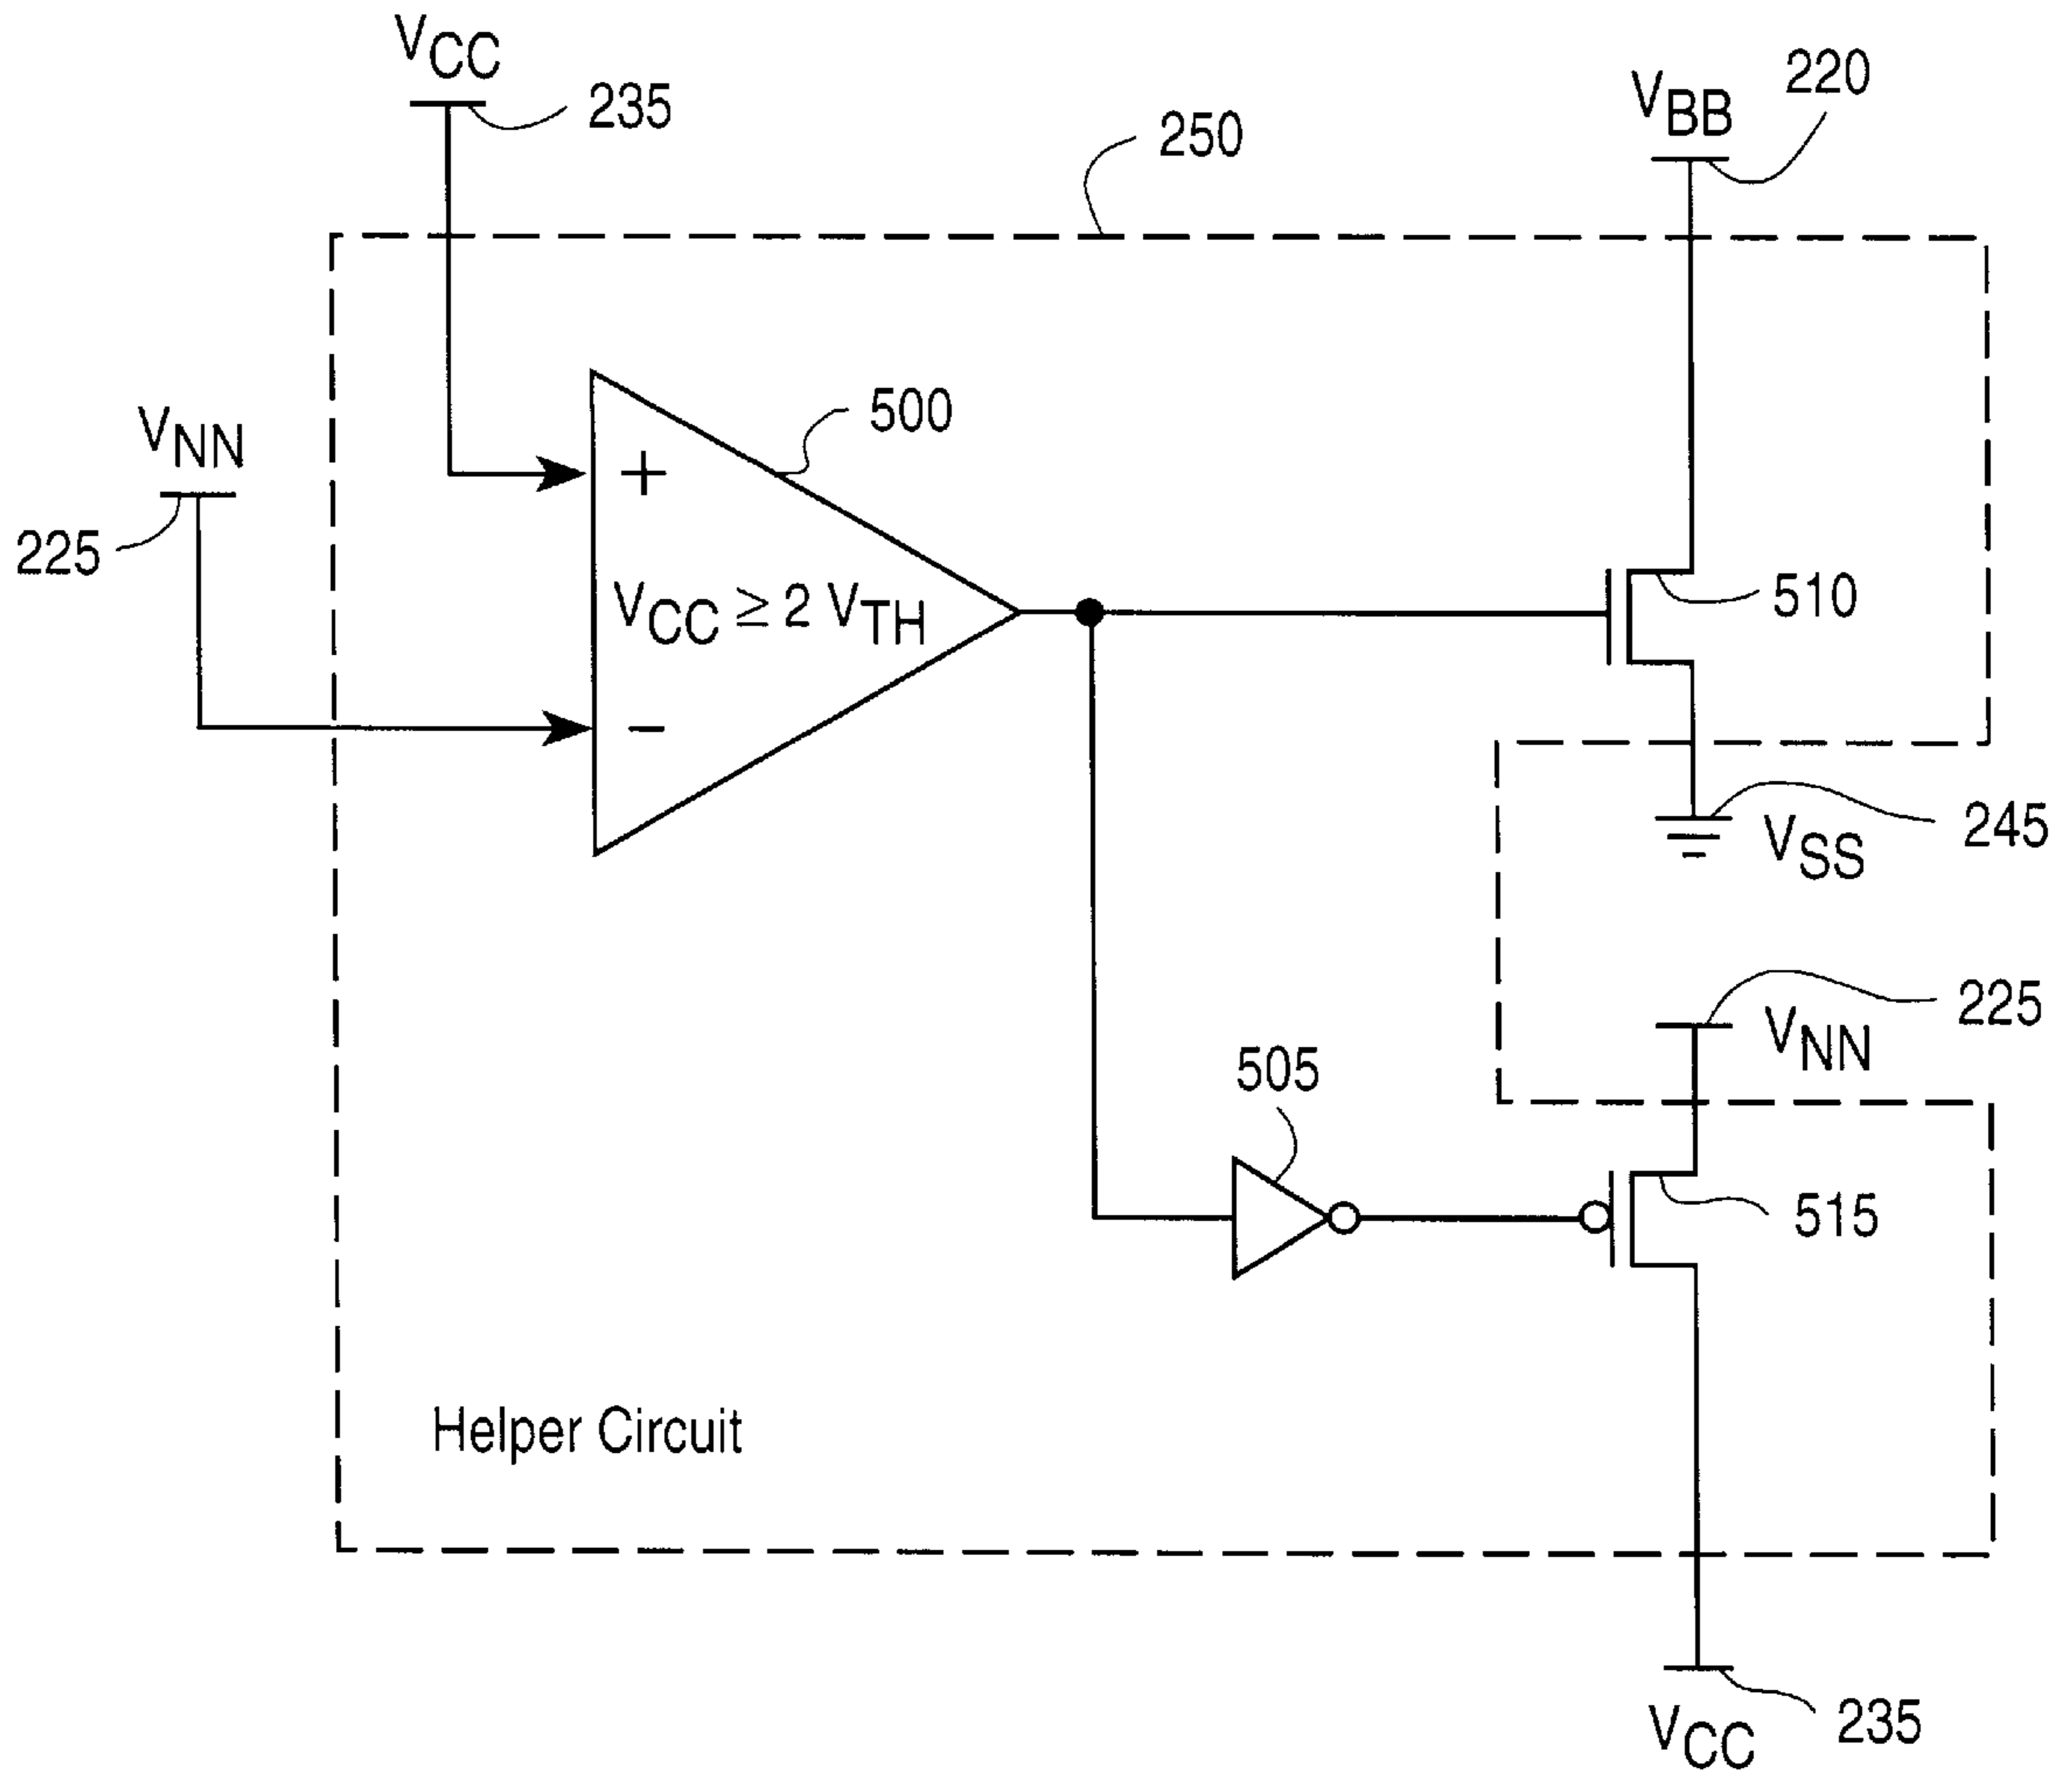 VCC
235
250
VBB
220
VNN
225
+
500
VCC ≥ 2 VTH
−
510
245
VSS
225
VNN
505
515
Helper Circuit
235
VCC